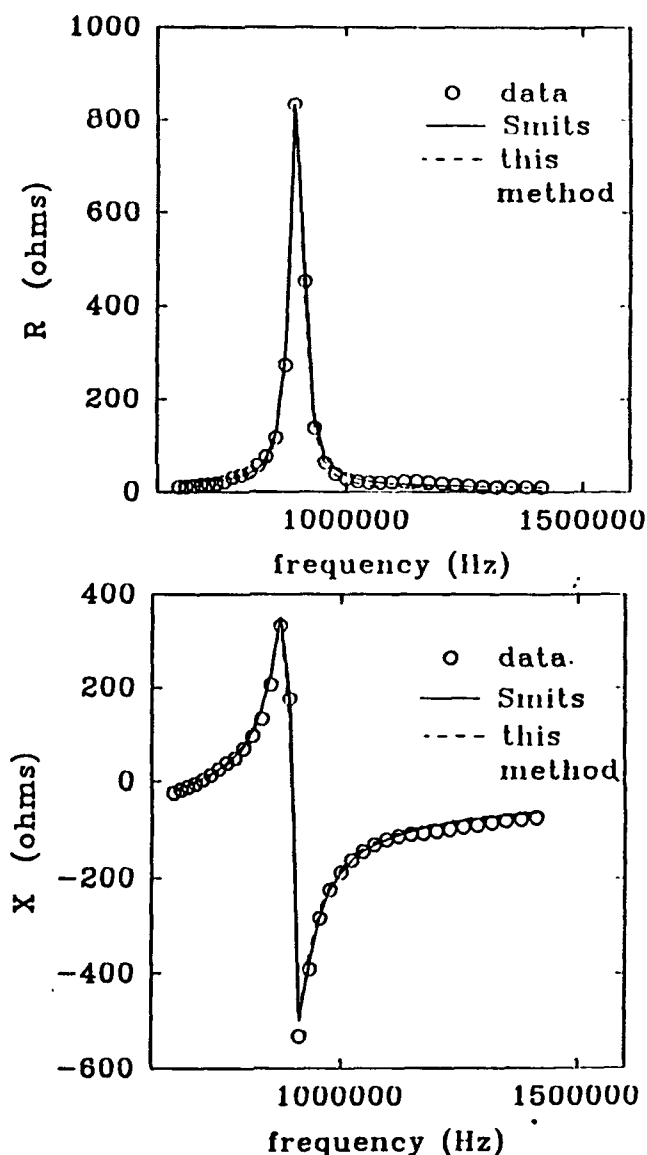 1000
800
600
400
200
0
R (ohms)
data
Smits
this
method
1000000
1500000
frequency (Hz)
400
200
0
-200
-400
-600
X (ohms)
data
Smits
this
method
1000000
1500000
frequency (Hz)